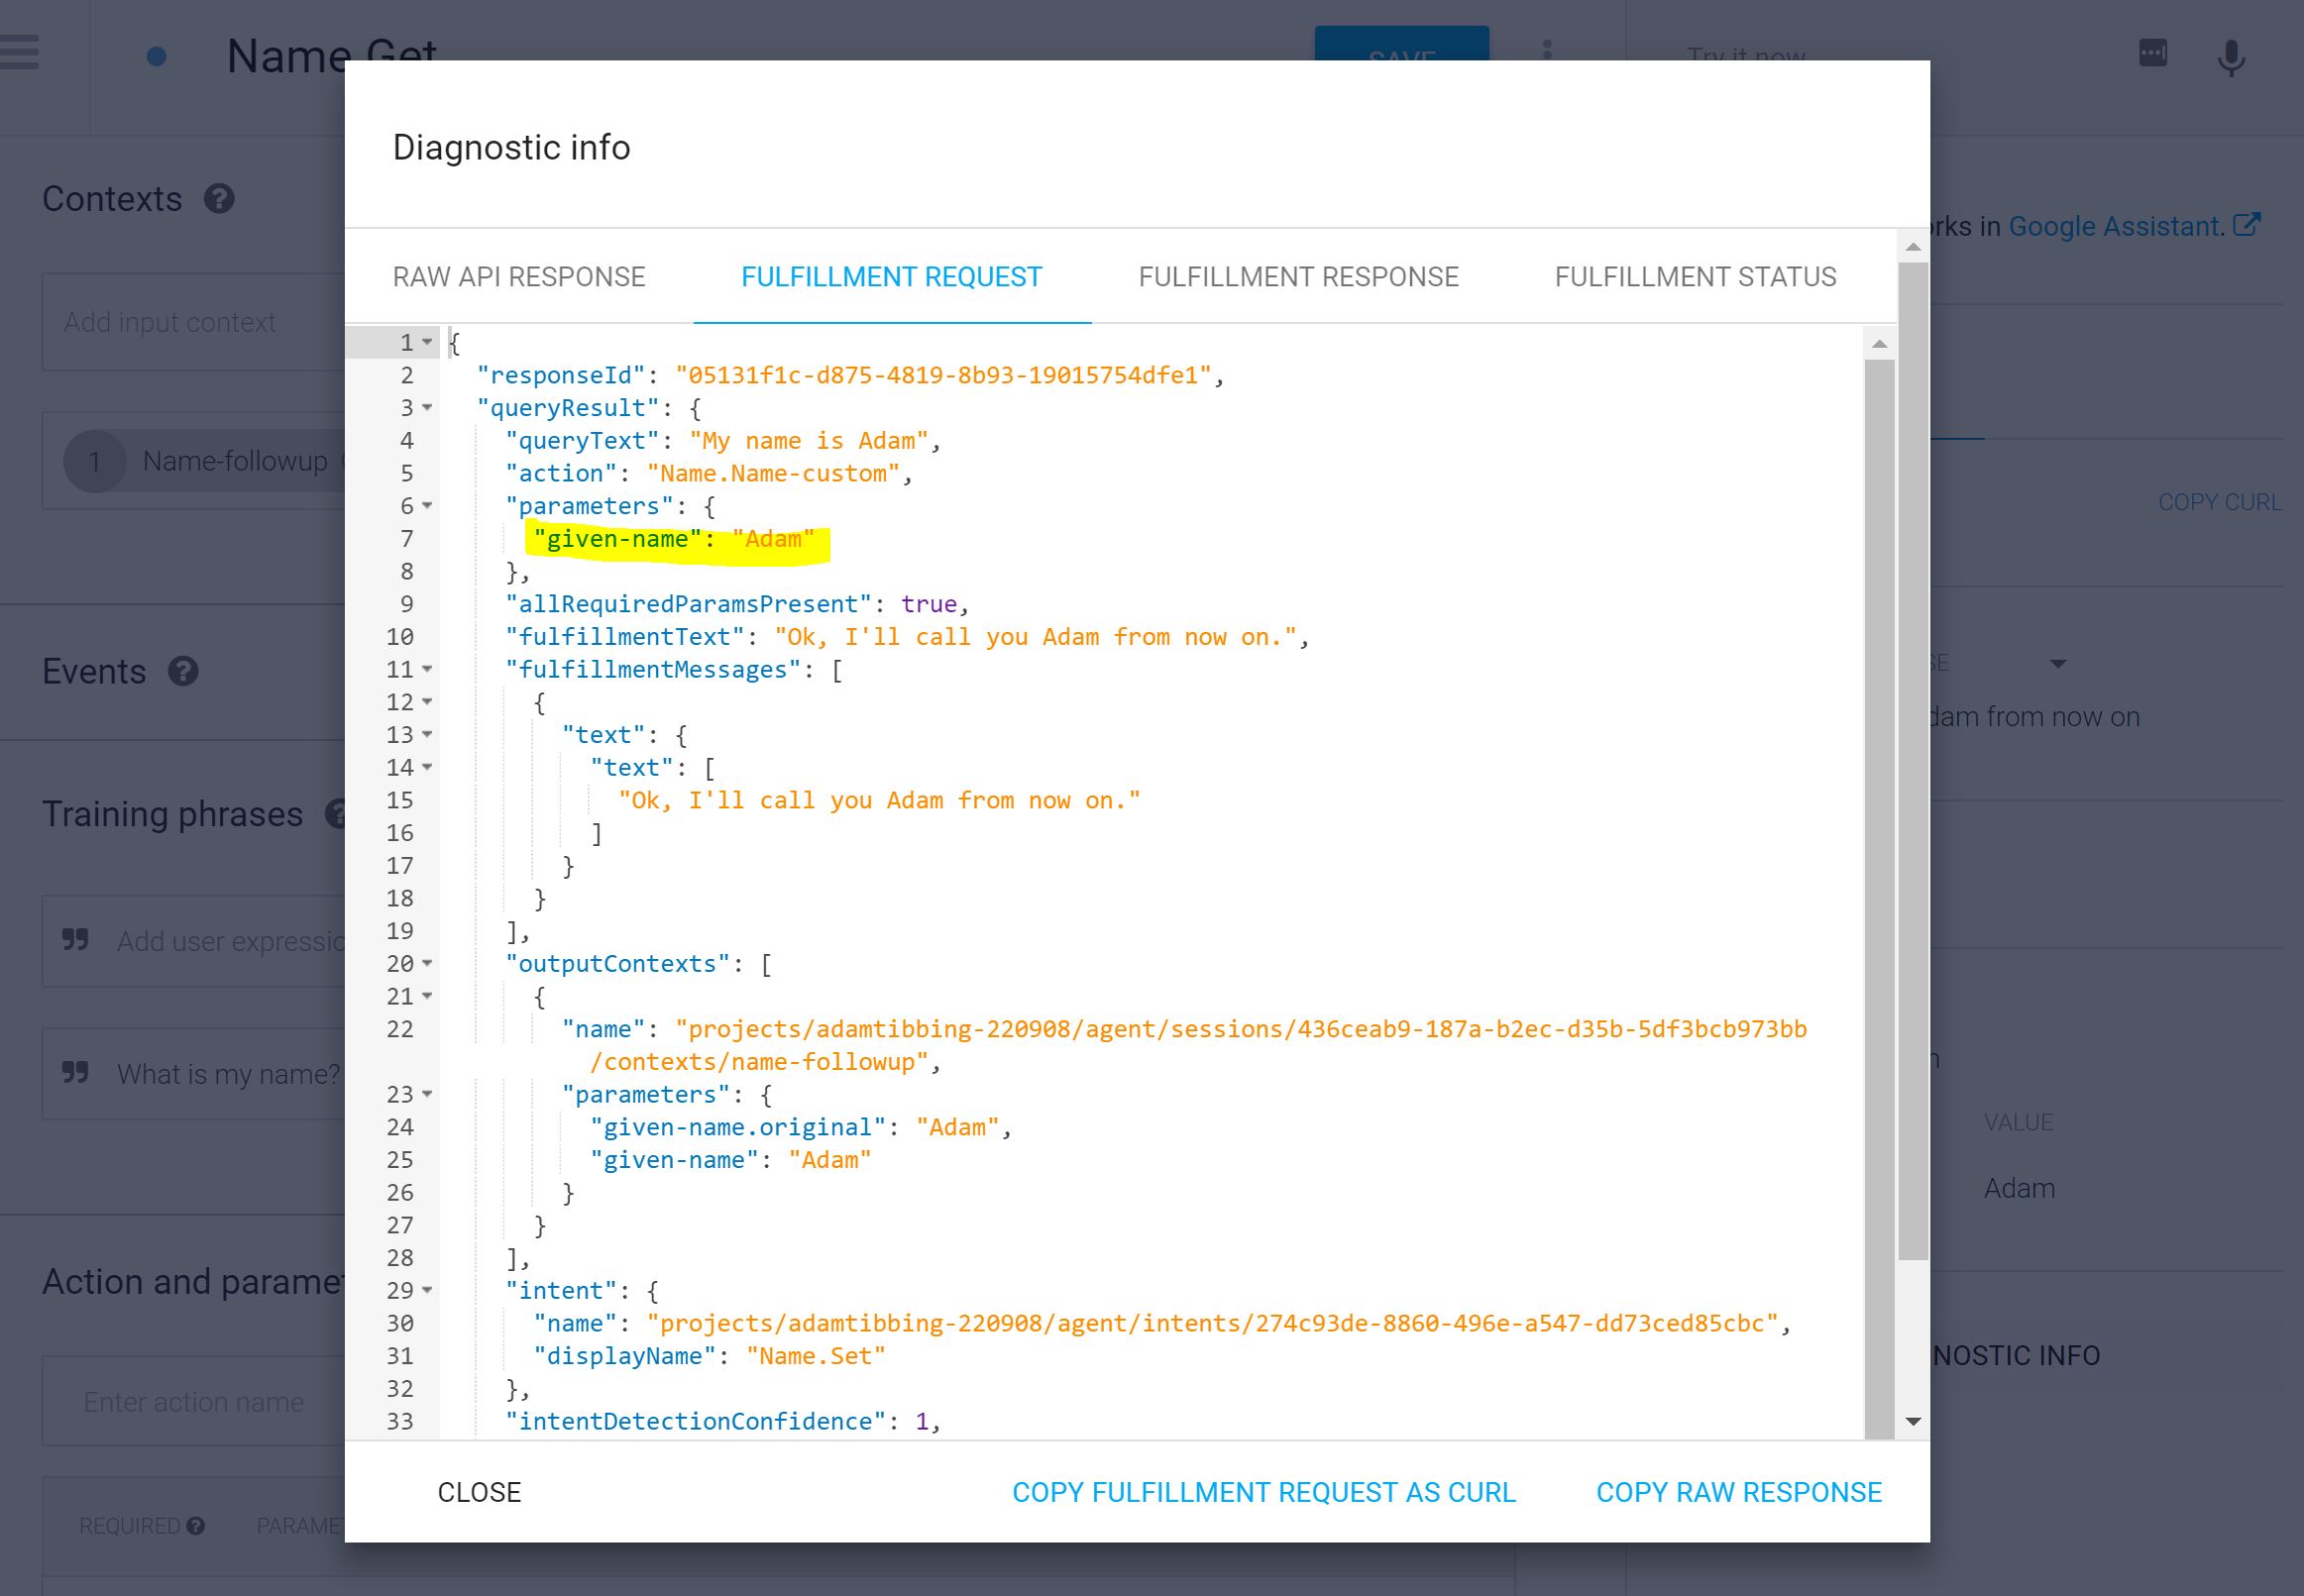 Name Get
SAVE
Try it now
Diagnostic info
Contexts
Add input context
1 Name-followup
Events
Training phrases
Add user expressio
What is my name?
Action and paramet
Enter action name
REQUIRED PARAMET
RAW API RESPONSE FULFILLMENT REQUEST FULFILLMENT RESPONSE FULFILLMENT STATUS
1 {
2 "responseId": "05131f1c-d875-4819-8b93-19015754dfe1",
3 "queryResult": {
4 "queryText": "My name is Adam",
5 "action": "Name.Name-custom",
6 "parameters": {
7 "given-name": "Adam"
8 },
9 "allRequiredParamsPresent": true,
10 "fulfillmentText": "Ok, I'll call you Adam from now on.",
11 "fulfillmentMessages": [
12 {
13 "text": {
14 "text": [
15 "Ok, I'll call you Adam from now on."
16 ]
17 }
18 }
19 ],
20 "outputContexts": [
21 {
22 "name": "projects/adamtibbing-220908/agent/sessions/436ceab9-187a-b2ec-d35b-5df3bcb973bb
/contexts/name-followup",
23 "parameters": {
24 "given-name.original": "Adam",
25 "given-name": "Adam"
26 }
27 }
28 ],
29 "intent": {
30 "name": "projects/adamtibbing-220908/agent/intents/274c93de-8860-496e-a547-dd73ced85cbc",
31 "displayName": "Name.Set"
32 },
33 "intentDetectionConfidence": 1,
CLOSE COPY FULFILLMENT REQUEST AS CURL COPY RAW RESPONSE
orks in Google Assistant.
COPY CURL
SE
dam from now on
n
VALUE
Adam
NOSTIC INFO